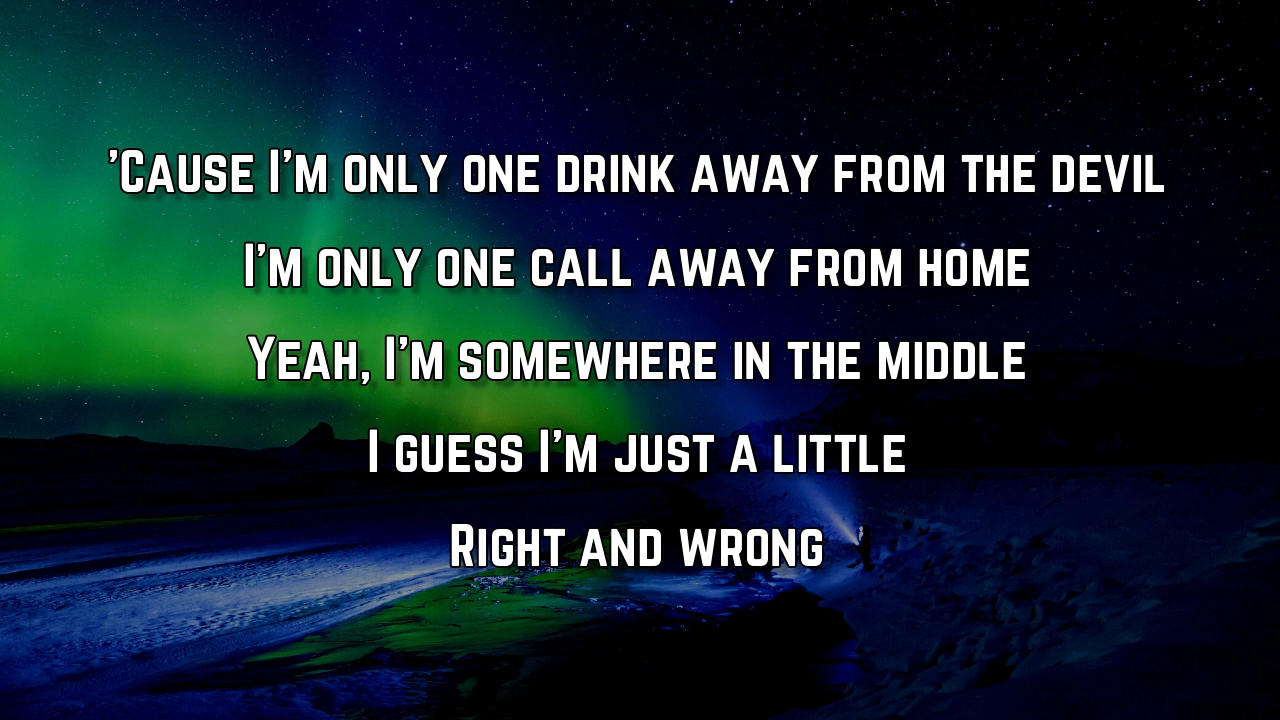 ’Cause I’m only one drink away from the devil
I’m only one call away from home
Yeah, I’m somewhere in the middle
I guess I’m just a little
Right and wrong